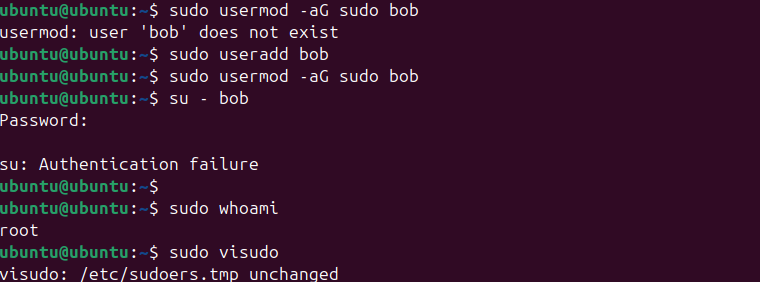 ubuntu@ubuntu:~$ sudo usermod -aG sudo bob
usermod: user 'bob' does not exist
ubuntu@ubuntu:~$ sudo useradd bob
ubuntu@ubuntu:~$ sudo usermod -aG sudo bob
ubuntu@ubuntu:~$ su - bob
Password:
su: Authentication failure
ubuntu@ubuntu:~$
ubuntu@ubuntu:~$ sudo whoami
root
ubuntu@ubuntu:~$ sudo visudo
visudo: /etc/sudoers.tmp unchanged